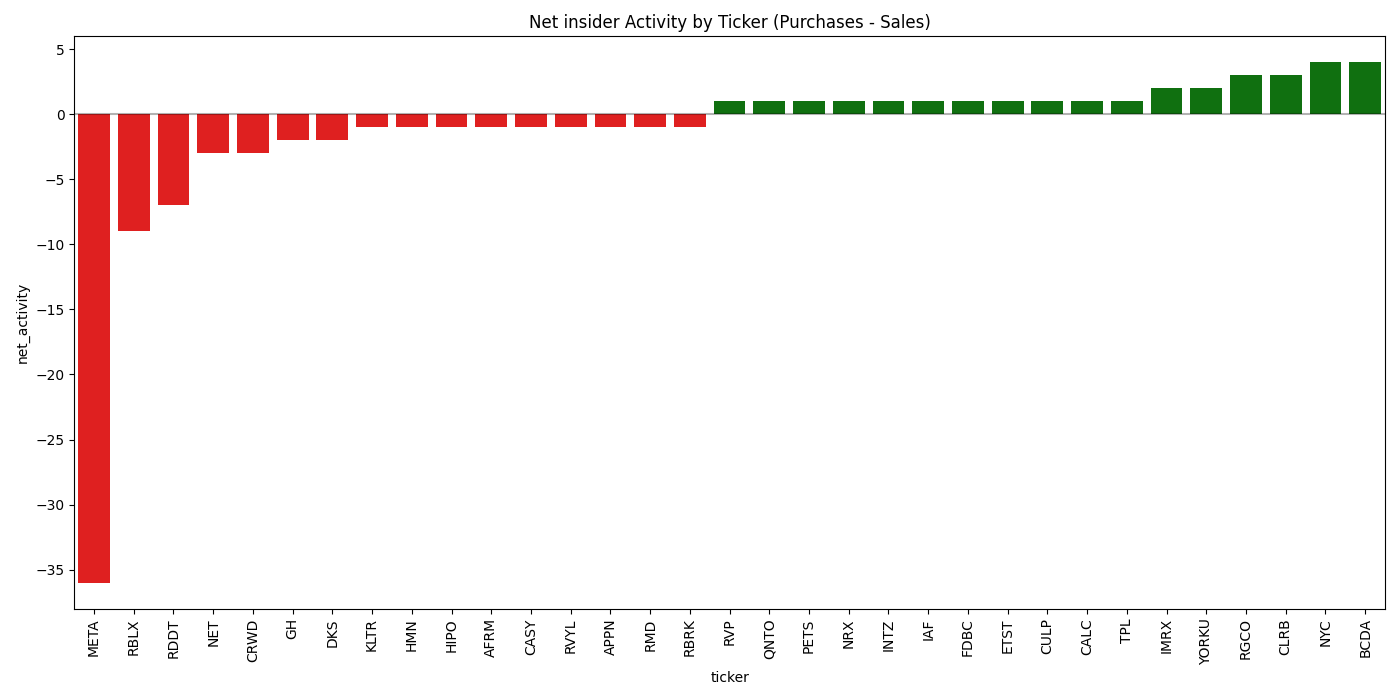 Net insider Activity by Ticker (Purchases - Sales)
5
0
−5
−10
−15
−20
−25
−30
−35
net_activity
META
RBLX
RDDT
NET
CRWD
GH
DKS
KLTR
HMN
HIPO
AFRM
CASY
RVYL
APPN
RMD
RBRK
RVP
QNTO
PETS
NRX
INTZ
IAF
FDBC
ETST
CULP
CALC
TPL
IMRX
YORKU
RGCO
CLRB
NYC
BCDA
ticker